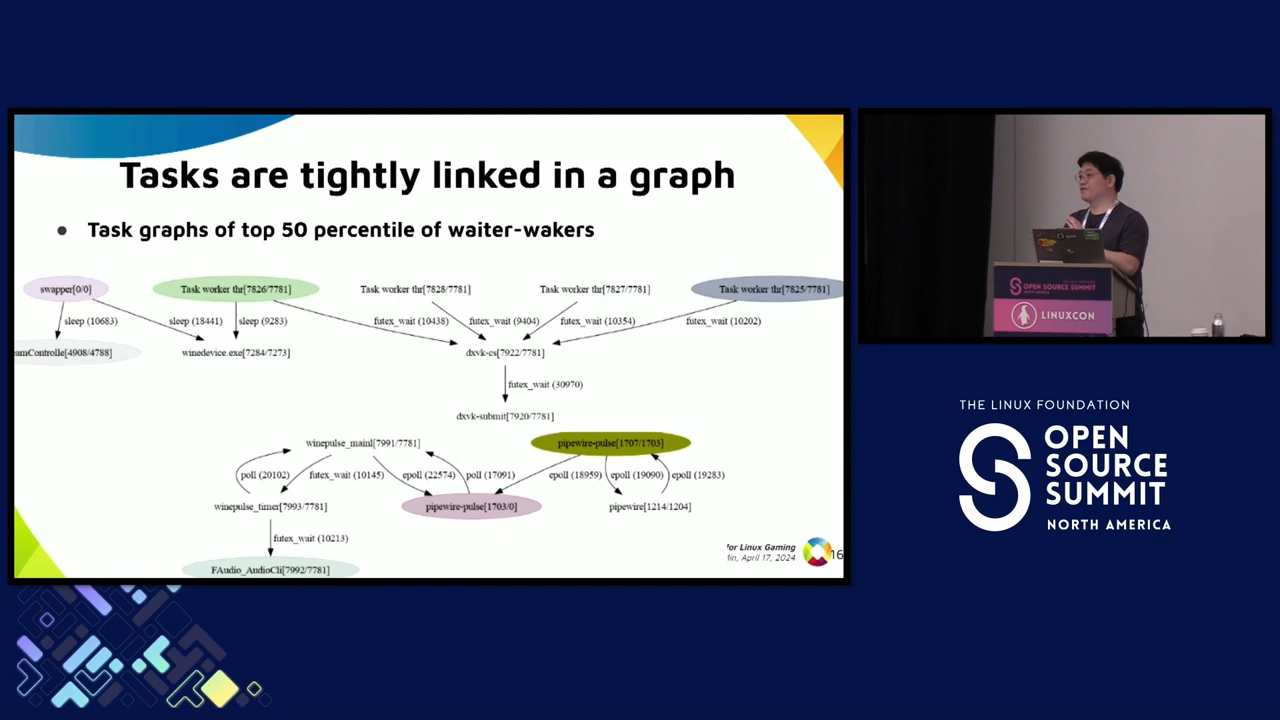 Tasks are tightly linked in a graph
● Task graphs of top 50 percentile of waiter-wakers
swapper[0/0]
Task worker thr[7826/7781]
Task worker thr[7828/7781]
Task worker thr[7827/7781]
Task worker thr[7825/7781]
sleep (10683)
sleep (18441)
sleep (9283)
futex_wait (10438)
futex_wait (9404)
futex_wait (10354)
futex_wait (10202)
eamControlle[4908/4788]
winedevice.exe[7284/7273]
dxvk-cs[7922/7781]
futex_wait (30970)
dxvk-submit[7920/7781]
winepulse_mainl[7991/7781]
pipewire-pulse[1707/1703]
poll (20102)
futex_wait (10145)
epoll (22574)
poll (17091)
epoll (18959)
epoll (19090)
epoll (19283)
winepulse_timer[7993/7781]
pipewire-pulse[1703/0]
pipewire[1214/1204]
futex_wait (10213)
FAudio_AudioCli[7992/7781]
for Linux Gaming
Min, April 17, 2024
16
OPEN SOURCE SUMMIT
LINUXCON
THE LINUX FOUNDATION
OPEN
SOURCE
SUMMIT
NORTH AMERICA